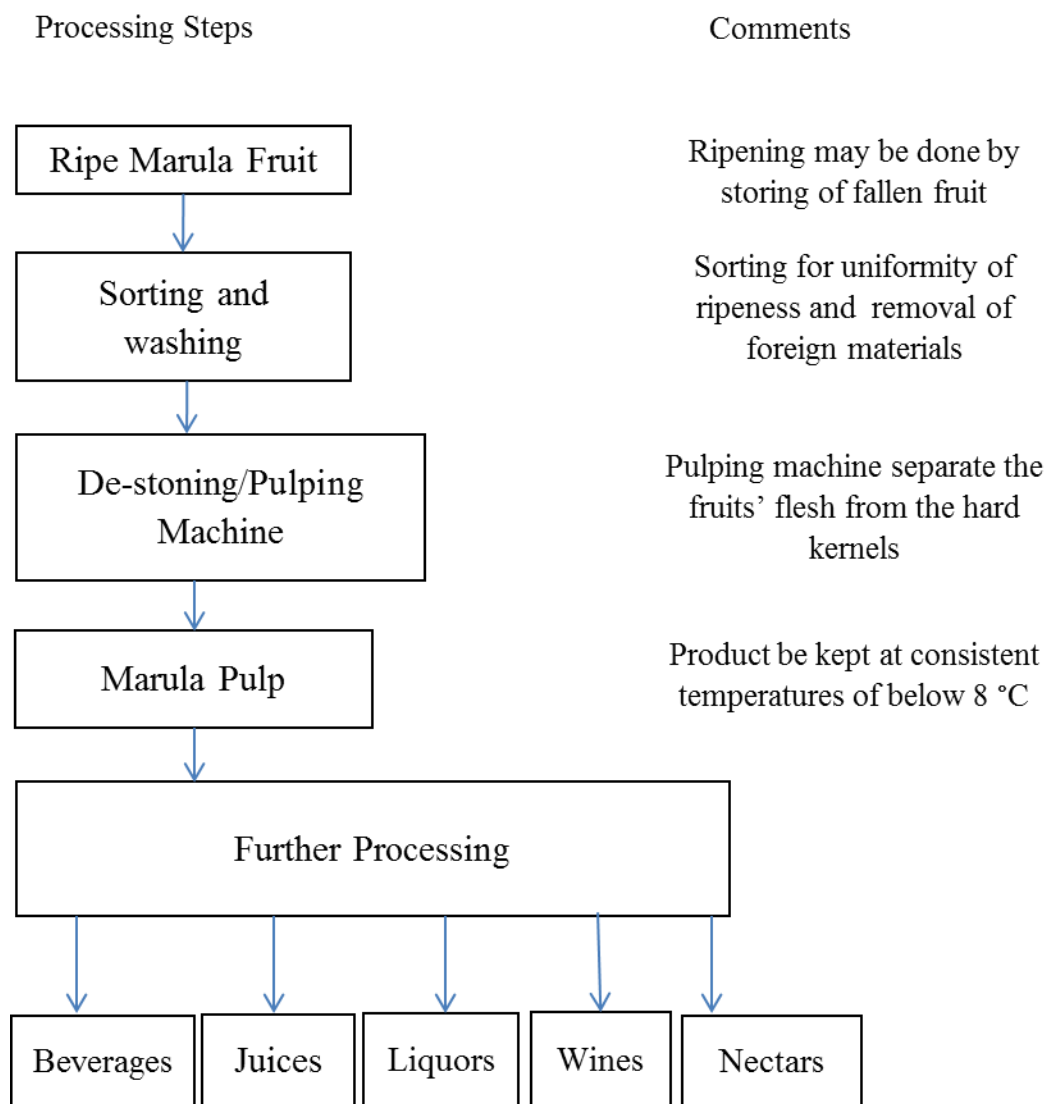 Processing Steps
Comments
Ripe Marula Fruit
Ripening may be done by
storing of fallen fruit
Sorting and
washing
Sorting for uniformity of
ripeness and removal of
foreign materials
De-stoning/Pulping
Machine
Pulping machine separate the
fruits’ flesh from the hard
kernels
Marula Pulp
Product be kept at consistent
temperatures of below 8 °C
Further Processing
Beverages
Juices
Liquors
Wines
Nectars